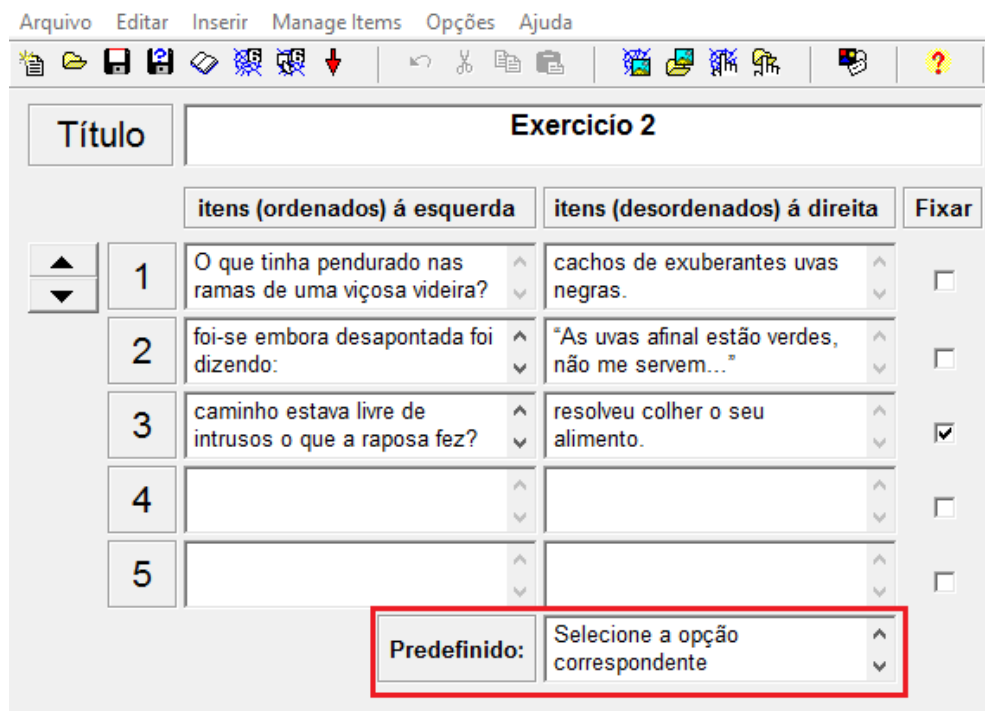 Arquivo Editar Inserir Manage Items Opções Ajuda
Título
Exercicío 2
itens (ordenados) á esquerda
itens (desordenados) á direita
Fixar
1
O que tinha pendurado nas
ramas de uma viçosa videira?
cachos de exuberantes uvas
negras.
2
foi-se embora desapontada foi
dizendo:
“As uvas afinal estão verdes,
não me servem...”
3
caminho estava livre de
intrusos o que a raposa fez?
resolveu colher o seu
alimento.
4
5
Predefinido:
Selecione a opção
correspondente